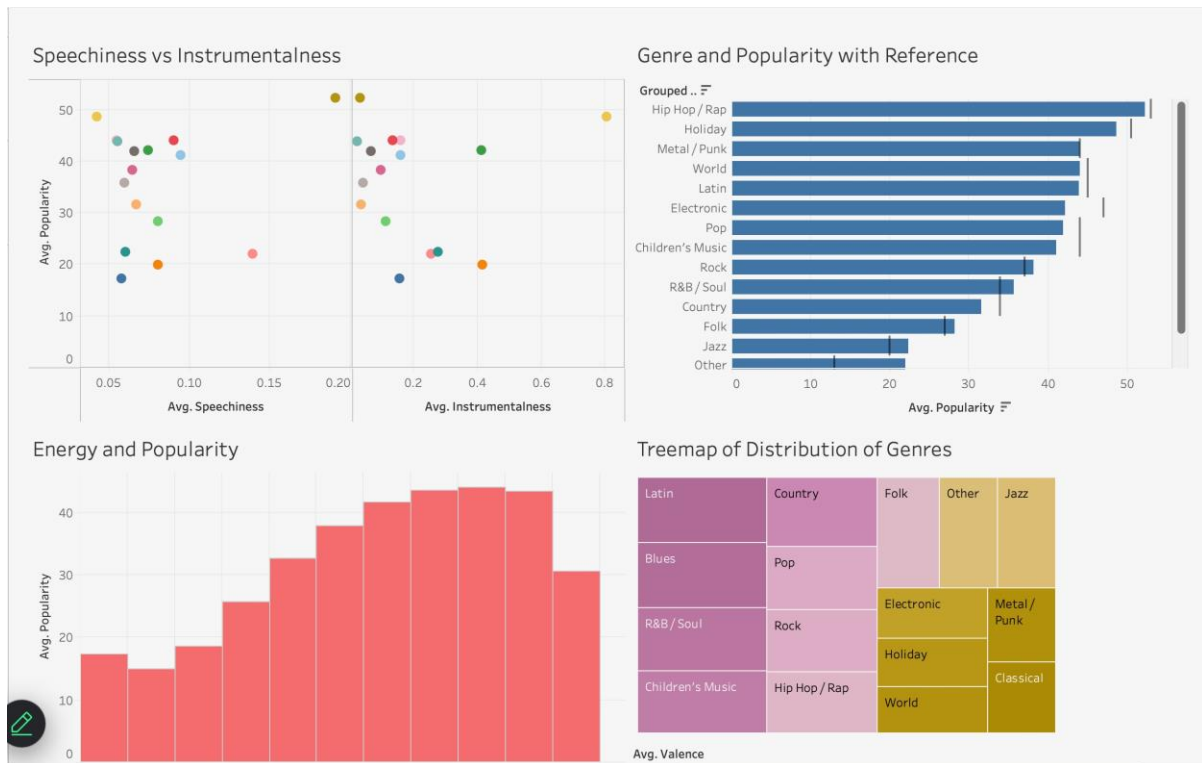 Speechiness vs Instrumentalness
50
40
30
20
10
0
Avg. Popularity
0.05
0.10
0.15
0.20
0.2
0.4
0.6
0.8
Avg. Speechiness
Avg. Instrumentalness
Genre and Popularity with Reference
Grouped ..
Hip Hop / Rap
Holiday
Metal / Punk
World
Latin
Electronic
Pop
Children's Music
Rock
R&B / Soul
Country
Folk
Jazz
Other
0
10
20
30
40
50
Avg. Popularity
Energy and Popularity
40
30
20
10
0
Avg. Popularity
Treemap of Distribution of Genres
Latin
Blues
R&B / Soul
Children's Music
Country
Pop
Rock
Hip Hop / Rap
Folk
Other
Jazz
Electronic
Holiday
World
Metal /
Punk
Classical
Avg. Valence